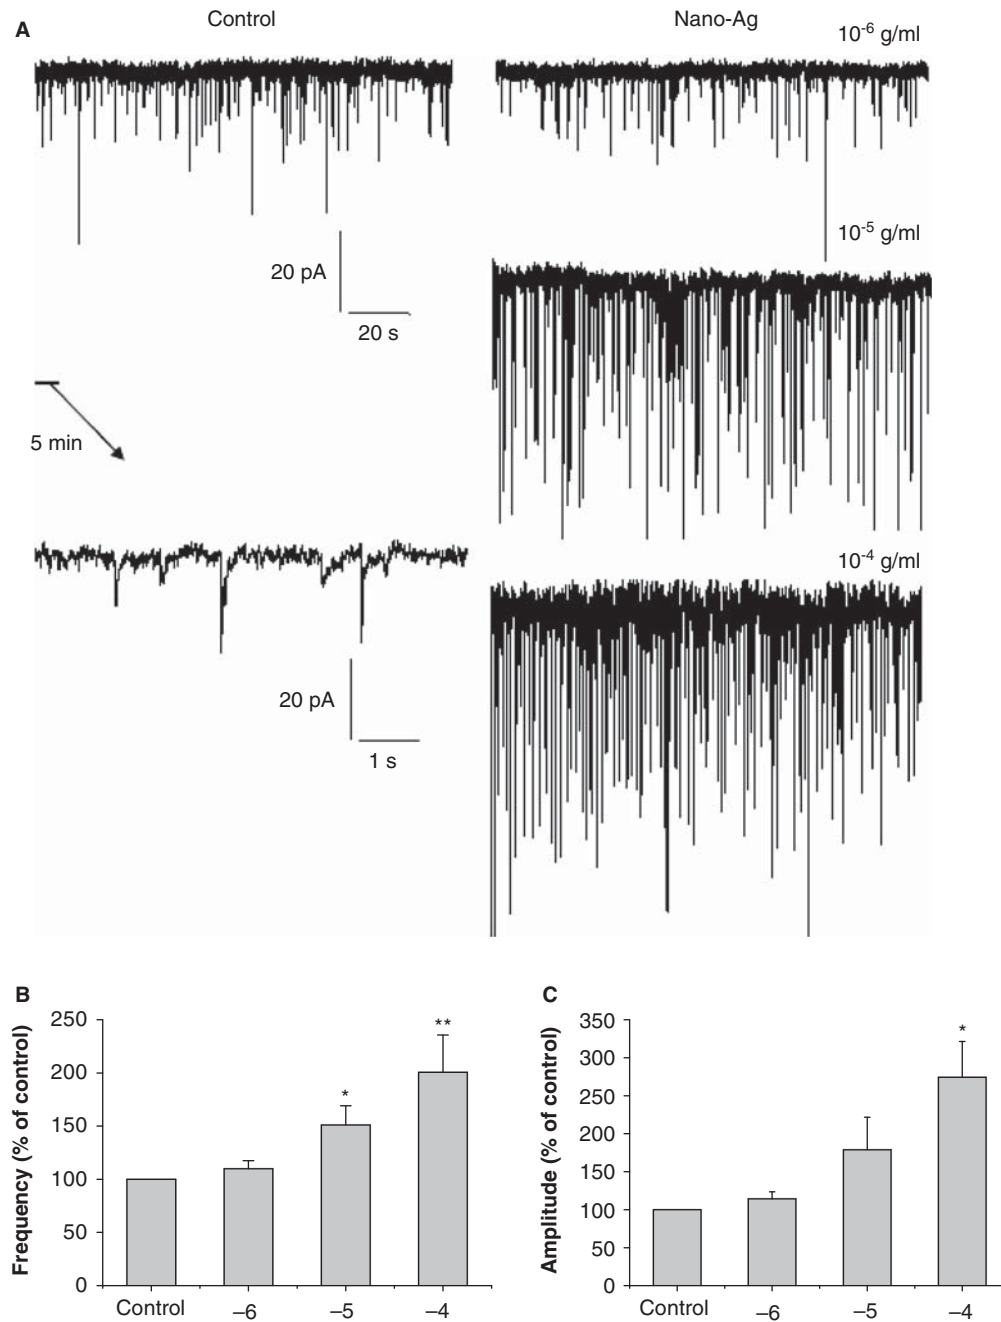 A
Control
Nano-Ag
10-6 g/ml
20 pA
20 s
10-5 g/ml
5 min
10-4 g/ml
20 pA
1 s
B
Frequency (% of control)
250
200
150
100
50
0
*
**
Control
–6
–5
–4
C
Amplitude (% of control)
350
300
250
200
150
100
50
0
*
Control
–6
–5
–4